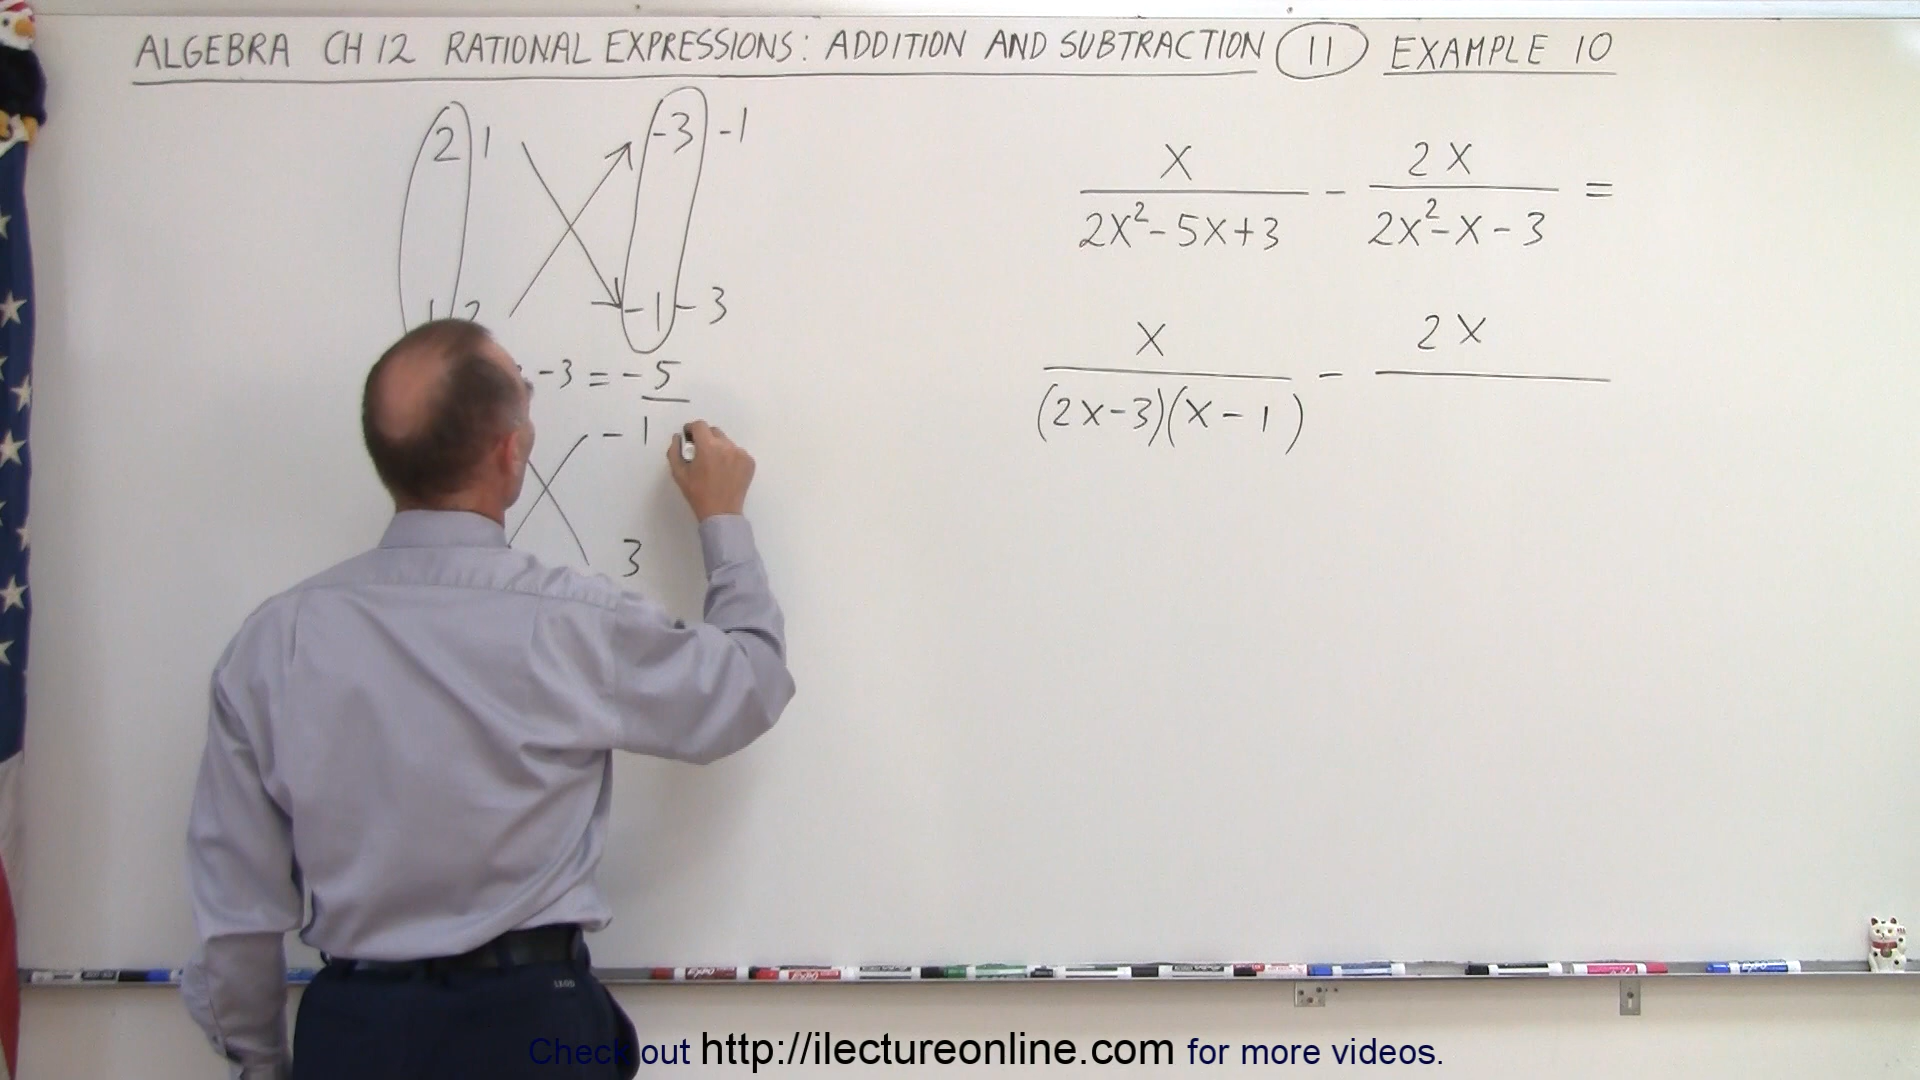 ALGEBRA CH 12 RATIONAL EXPRESSIONS: ADDITION AND SUBTRACTION 11 EXAMPLE 10
2 1 -3 -1
-1 -3
-3 = -5
-1
3
X / 2X²-5X+3 - 2X / 2X²-X-3 =
X / (2X-3)(X-1) - 2X
Check out http://ilectureonline.com for more videos.